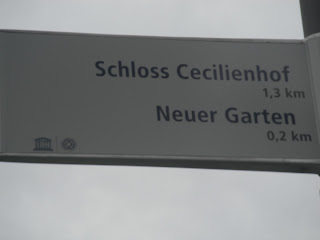 Schloss Cecilienhof
1,3 km
Neuer Garten
0,2 km